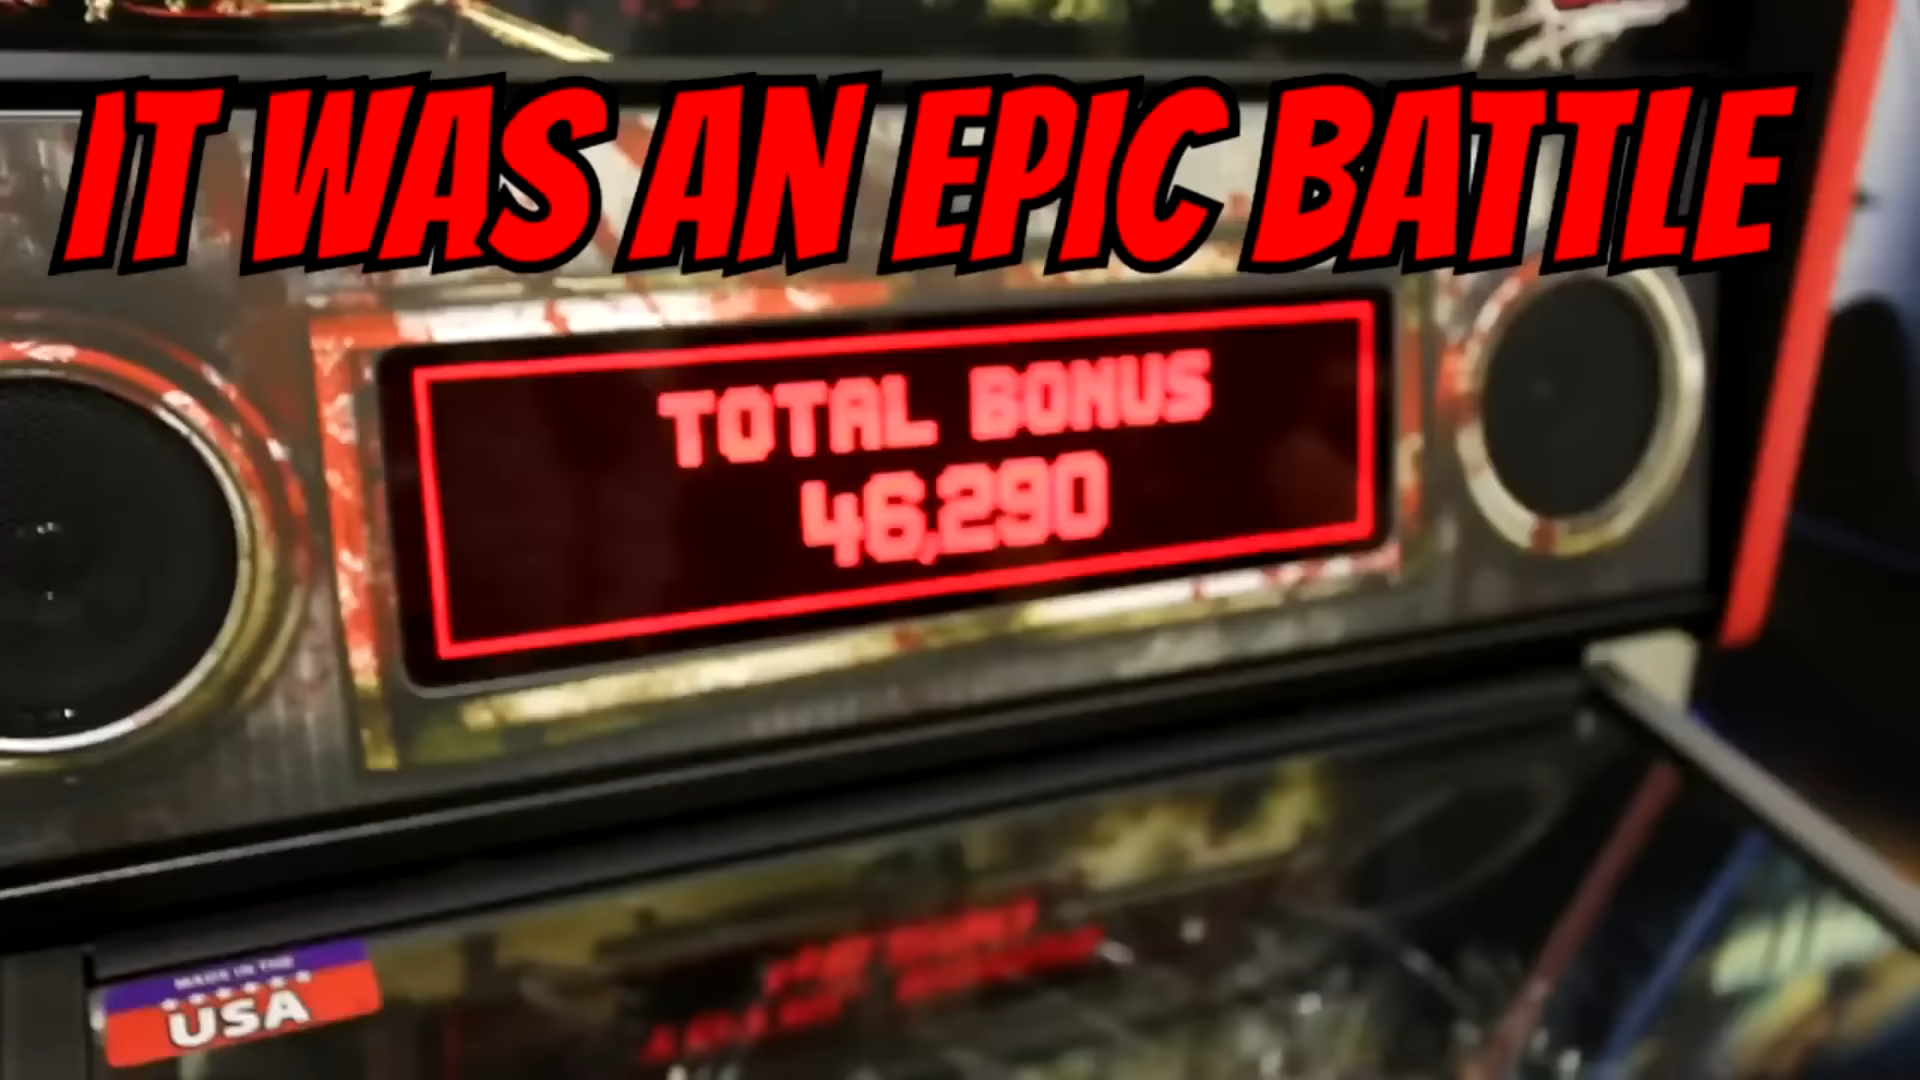 IT WAS AN EPIC BATTLE
TOTAL BONUS
46,290
MADE IN THE
USA